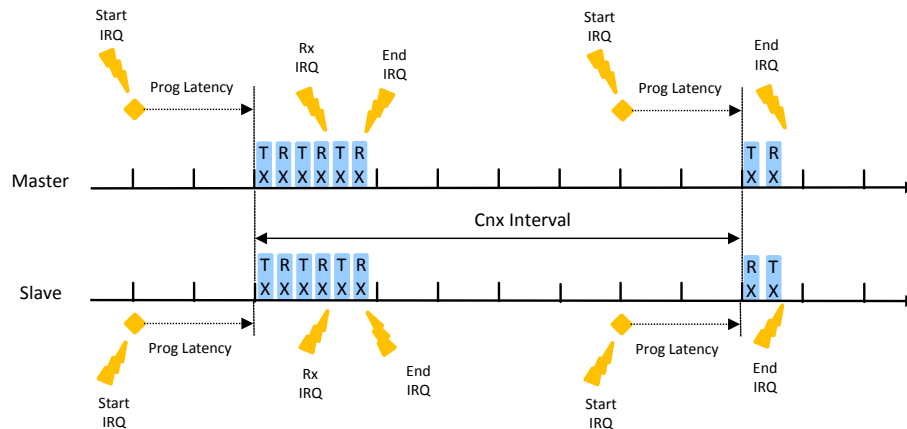 Start
IRQ
Rx
IRQ
End
IRQ
Prog Latency
Start
IRQ
End
IRQ
Prog Latency
Master
T R T R T R
X X X X X X
T R
X X
Cnx Interval
Slave
T R T R T R
X X X X X X
R T
X X
Prog Latency
Start
IRQ
Rx
IRQ
End
IRQ
Prog Latency
Start
IRQ
End
IRQ